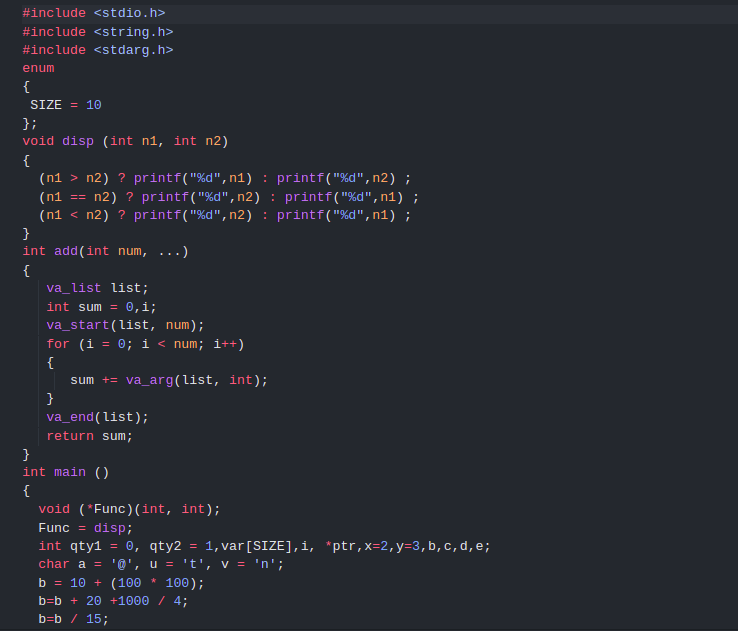 #include <stdio.h>
#include <string.h>
#include <stdarg.h>
enum
{
 SIZE = 10
};
void disp (int n1, int n2)
{
  (n1 > n2) ? printf("%d",n1) : printf("%d",n2) ;
  (n1 == n2) ? printf("%d",n2) : printf("%d",n1) ;
  (n1 < n2) ? printf("%d",n2) : printf("%d",n1) ;
}
int add(int num, ...)
{
   va_list list;
   int sum = 0,i;
   va_start(list, num);
   for (i = 0; i < num; i++)
   {
      sum += va_arg(list, int);
   }
   va_end(list);
   return sum;
}
int main ()
{
  void (*Func)(int, int);
  Func = disp;
  int qty1 = 0, qty2 = 1,var[SIZE],i, *ptr,x=2,y=3,b,c,d,e;
  char a = '@', u = 't', v = 'n';
  b = 10 + (100 * 100);
  b=b + 20 +1000 / 4;
  b=b / 15;